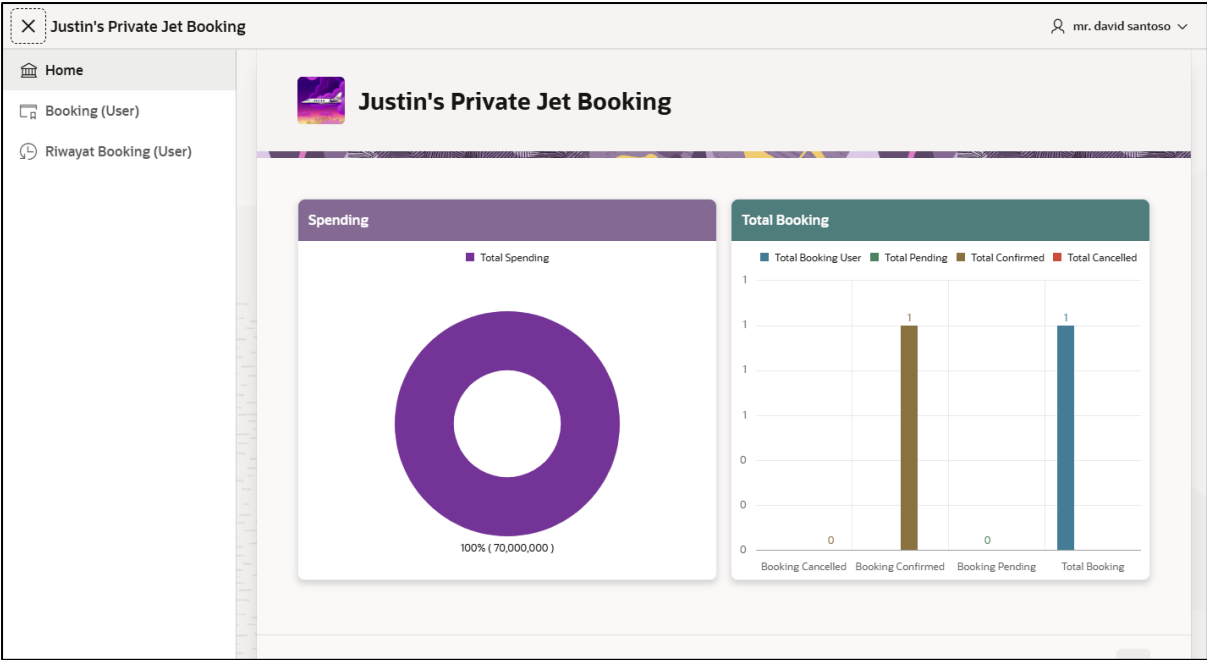 Justin's Private Jet Booking
mr. david santoso
Home
Booking (User)
Riwayat Booking (User)
Justin's Private Jet Booking
Spending
Total Spending
100% ( 70,000,000 )
Total Booking
Total Booking User Total Pending Total Confirmed Total Cancelled
1
1
1
1
0
0
0
0
1
0
1
Booking Cancelled Booking Confirmed Booking Pending Total Booking